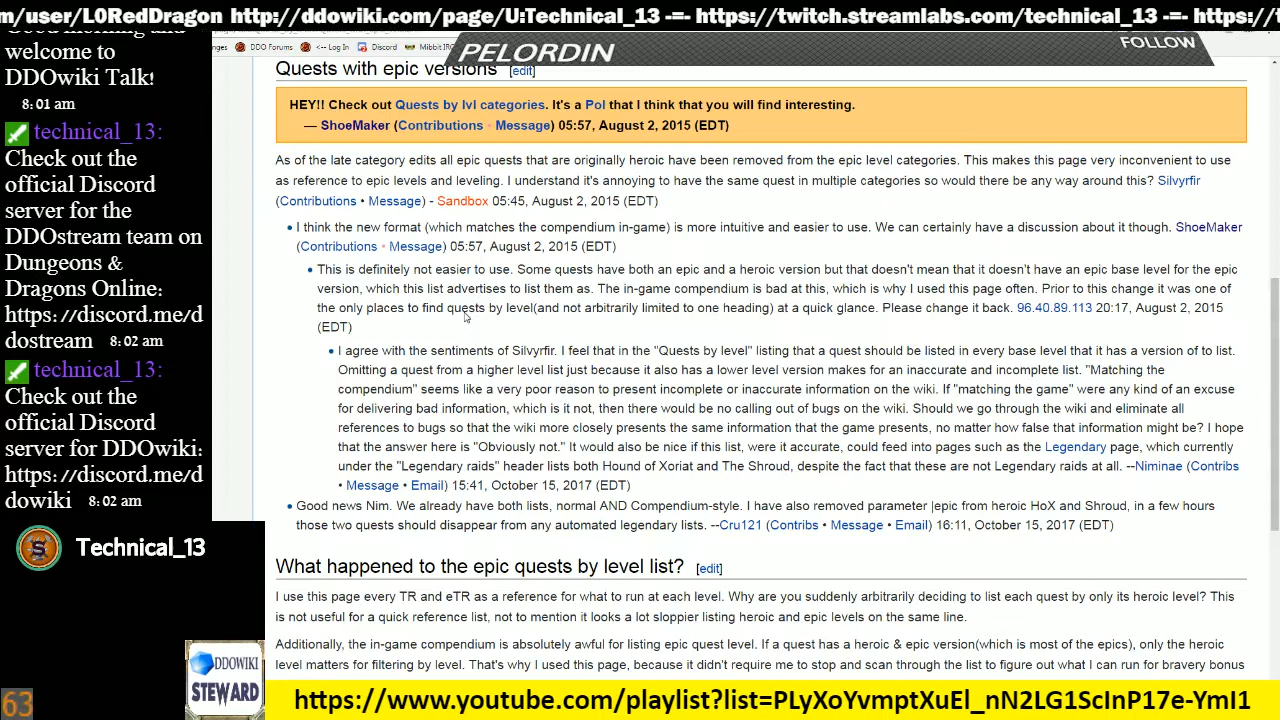 m/user/L0RedDragon http://ddowiki.com/page/U:Technical_13 -=- https://twitch.streamlabs.com/technical_13 -=- https://t
Good morning and
welcome to
DDOwiki Talk!
8:01 am
technical_13:
Check out the
official Discord
server for the
DDOstream team on
Dungeons &
Dragons Online:
https://discord.me/d
dostream 8:02 am
technical_13:
Check out the
official Discord
server for DDOwiki:
https://discord.me/d
dowiki 8:02 am
Technical_13
DDOWIKI
STEWARD
63
nges DDO Forums <-- Log In Discord Mibbit IRC
PELORDIN
FOLLOW
Quests with epic versions [edit]
HEY!! Check out Quests by lvl categories. It's a Pol that I think that you will find interesting.
— ShoeMaker (Contributions • Message) 05:57, August 2, 2015 (EDT)
As of the late category edits all epic quests that are originally heroic have been removed from the epic level categories. This makes this page very inconvenient to use
as reference to epic levels and leveling. I understand it's annoying to have the same quest in multiple categories so would there be any way around this? Silvyrfir
(Contributions • Message) - Sandbox 05:45, August 2, 2015 (EDT)
• I think the new format (which matches the compendium in-game) is more intuitive and easier to use. We can certainly have a discussion about it though. ShoeMaker
(Contributions • Message) 05:57, August 2, 2015 (EDT)
• This is definitely not easier to use. Some quests have both an epic and a heroic version but that doesn't mean that it doesn't have an epic base level for the epic
version, which this list advertises to list them as. The in-game compendium is bad at this, which is why I used this page often. Prior to this change it was one of
the only places to find quests by level(and not arbitrarily limited to one heading) at a quick glance. Please change it back. 96.40.89.113 20:17, August 2, 2015
(EDT)
• I agree with the sentiments of Silvyrfir. I feel that in the "Quests by level" listing that a quest should be listed in every base level that it has a version of to list.
Omitting a quest from a higher level list just because it also has a lower level version makes for an inaccurate and incomplete list. "Matching the
compendium" seems like a very poor reason to present incomplete or inaccurate information on the wiki. If "matching the game" were any kind of an excuse
for delivering bad information, which is it not, then there would be no calling out of bugs on the wiki. Should we go through the wiki and eliminate all
references to bugs so that the wiki more closely presents the same information that the game presents, no matter how false that information might be? I hope
that the answer here is "Obviously not." It would also be nice if this list, were it accurate, could feed into pages such as the Legendary page, which currently
under the "Legendary raids" header lists both Hound of Xoriat and The Shroud, despite the fact that these are not Legendary raids at all. --Niminae (Contribs
• Message • Email) 15:41, October 15, 2017 (EDT)
• Good news Nim. We already have both lists, normal AND Compendium-style. I have also removed parameter |epic from heroic HoX and Shroud, in a few hours
those two quests should disappear from any automated legendary lists. --Cru121 (Contribs • Message • Email) 16:11, October 15, 2017 (EDT)
What happened to the epic quests by level list? [edit]
I use this page every TR and eTR as a reference for what to run at each level. Why are you suddenly arbitrarily deciding to list each quest by only its heroic level? This
is not useful for a quick reference list, not to mention it looks a lot sloppier listing heroic and epic levels on the same line.
Additionally, the in-game compendium is absolutely awful for listing epic quest level. If a quest has a heroic & epic version(which is most of the epics), only the heroic
level matters for filtering by level. That's why I used this page, because it didn't require me to stop and scan through the list to figure out what I can run for bravery bonus
https://www.youtube.com/playlist?list=PLyXoYvmptXuEl_nN2LG1ScInP17e-YmI1